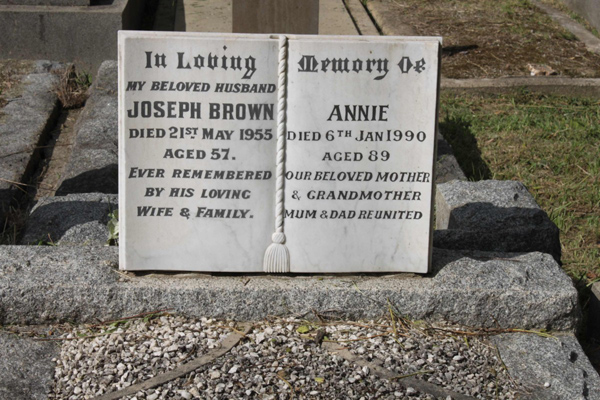 In Loving
MY BELOVED HUSBAND
JOSEPH BROWN
DIED 21ST MAY 1955
AGED 57.
EVER REMEMBERED
BY HIS LOVING
WIFE & FAMILY.
Memory Of
ANNIE
DIED 6TH JAN 1990
AGED 89
OUR BELOVED MOTHER
& GRANDMOTHER
MUM & DAD REUNITED